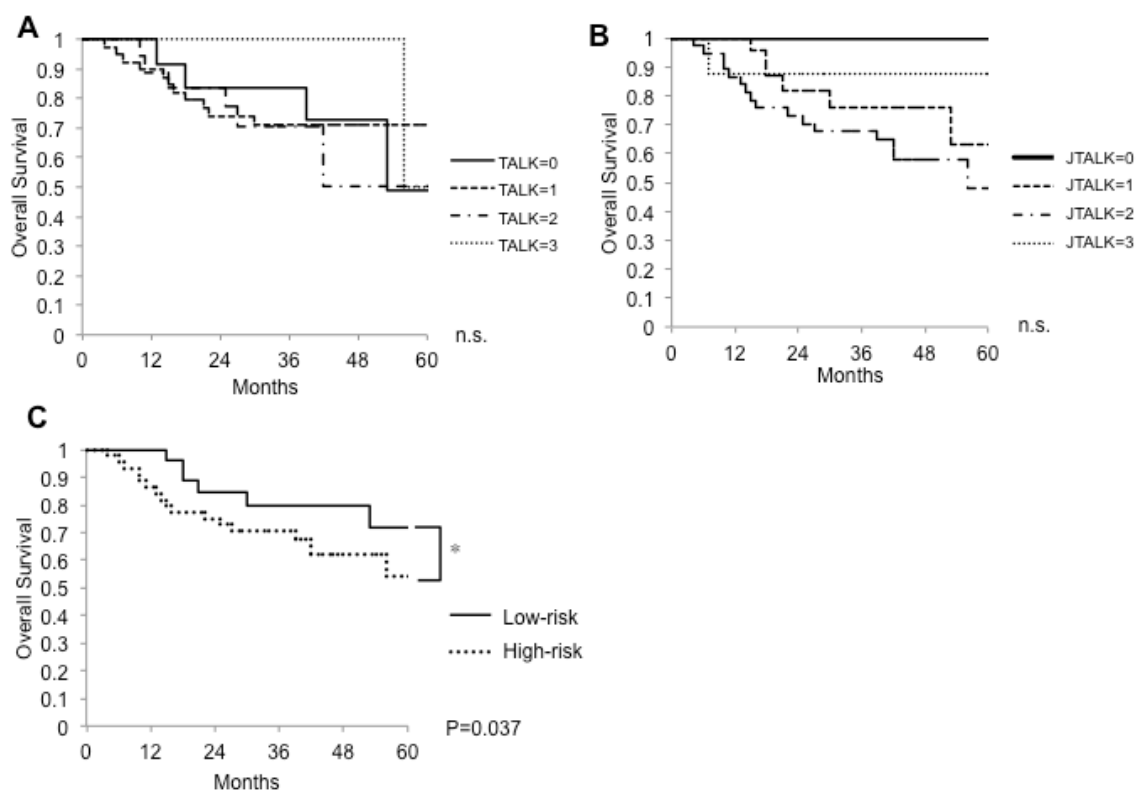 A
Overall Survival
1
0.9
0.8
0.7
0.6
0.5
0.4
0.3
0.2
0.1
0
0 12 24 36 48 60
Months
TALK=0
TALK=1
TALK=2
TALK=3
n.s.
B
Overall Survival
1
0.9
0.8
0.7
0.6
0.5
0.4
0.3
0.2
0.1
0
0 12 24 36 48 60
Months
JTALK=0
JTALK=1
JTALK=2
JTALK=3
n.s.
C
Overall Survival
1
0.9
0.8
0.7
0.6
0.5
0.4
0.3
0.2
0.1
0
0 12 24 36 48 60
Months
*
Low-risk
High-risk
P=0.037